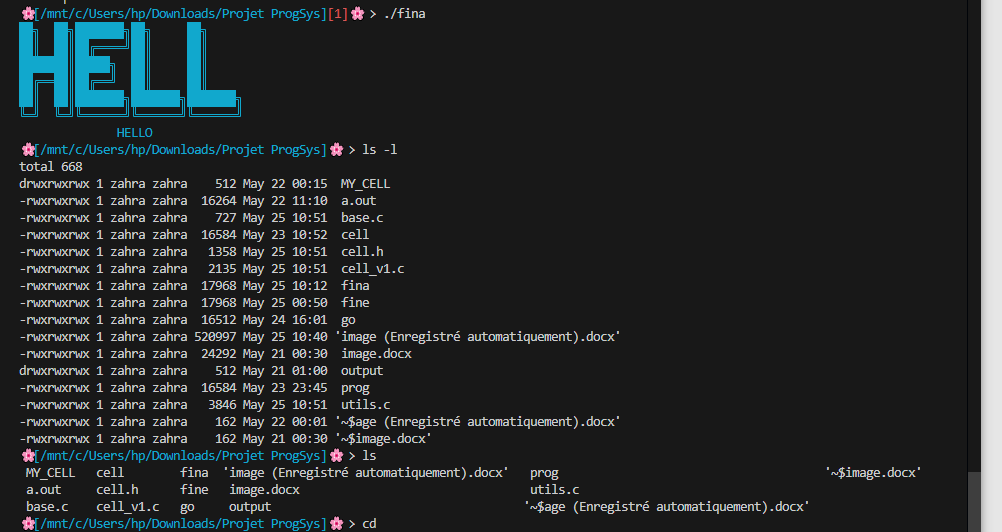 🌸[/mnt/c/Users/hp/Downloads/Projet ProgSys][1]🌸 > ./fina
HELL
HELLO
🌸[/mnt/c/Users/hp/Downloads/Projet ProgSys]🌸 > ls -l
total 668
drwxrwxrwx 1 zahra zahra    512 May 22 00:15  MY_CELL
-rwxrwxrwx 1 zahra zahra  16264 May 22 11:10  a.out
-rwxrwxrwx 1 zahra zahra    727 May 25 10:51  base.c
-rwxrwxrwx 1 zahra zahra  16584 May 23 10:52  cell
-rwxrwxrwx 1 zahra zahra   1358 May 25 10:51  cell.h
-rwxrwxrwx 1 zahra zahra   2135 May 25 10:51  cell_v1.c
-rwxrwxrwx 1 zahra zahra  17968 May 25 10:12  fina
-rwxrwxrwx 1 zahra zahra  17968 May 25 00:50  fine
-rwxrwxrwx 1 zahra zahra  16512 May 24 16:01  go
-rwxrwxrwx 1 zahra zahra 520997 May 25 10:40 'image (Enregistré automatiquement).docx'
-rwxrwxrwx 1 zahra zahra  24292 May 21 00:30  image.docx
drwxrwxrwx 1 zahra zahra    512 May 21 01:00  output
-rwxrwxrwx 1 zahra zahra  16584 May 23 23:45  prog
-rwxrwxrwx 1 zahra zahra   3846 May 25 10:51  utils.c
-rwxrwxrwx 1 zahra zahra    162 May 22 00:01 '~$age (Enregistré automatiquement).docx'
-rwxrwxrwx 1 zahra zahra    162 May 21 00:30 '~$image.docx'
🌸[/mnt/c/Users/hp/Downloads/Projet ProgSys]🌸 > ls
MY_CELL   cell        fina  'image (Enregistré automatiquement).docx'   prog                                      '~$image.docx'
a.out     cell.h      fine   image.docx                                 utils.c
base.c    cell_v1.c   go     output                                    '~$age (Enregistré automatiquement).docx'
🌸[/mnt/c/Users/hp/Downloads/Projet ProgSys]🌸 > cd